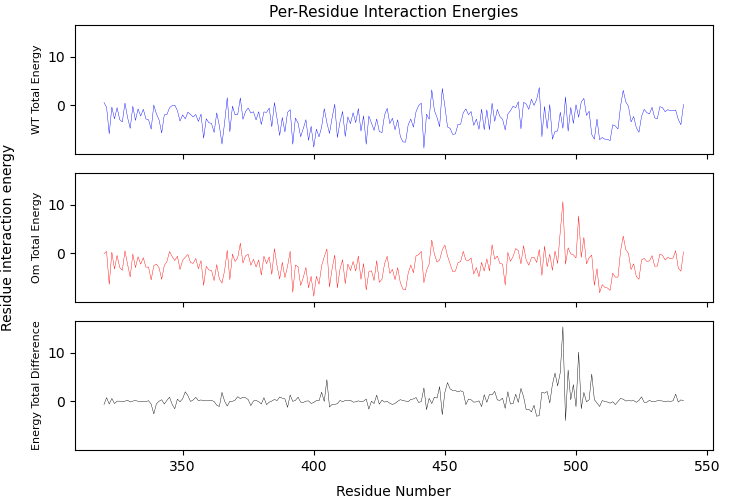 Per-Residue Interaction Energies
Residue interaction energy
WT Total Energy
10
0
Om Total Energy
10
0
Energy Total Difference
10
0
350
400
450
500
550
Residue Number